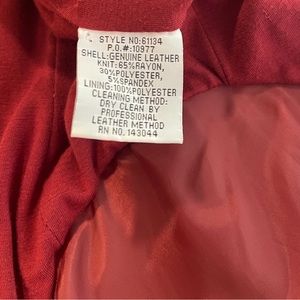 STYLE NO:61134
P.O.#:10977
SHELL:GENUINE LEATHER
KNIT:65%RAYON,
30%POLYESTER,
5%SPANDEX
LINING:100%POLYESTER
CLEANING METHOD:
DRY CLEAN BY
PROFESSIONAL
LEATHER METHOD
RN NO. 143044